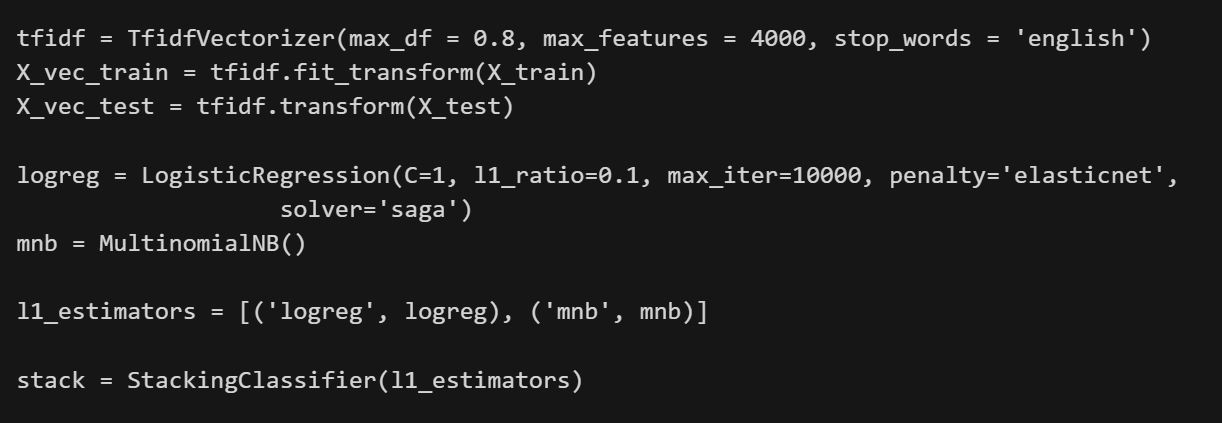 tfidf = TfidfVectorizer(max_df = 0.8, max_features = 4000, stop_words = 'english')
X_vec_train = tfidf.fit_transform(X_train)
X_vec_test = tfidf.transform(X_test)

logreg = LogisticRegression(C=1, l1_ratio=0.1, max_iter=10000, penalty='elasticnet',
                   solver='saga')
mnb = MultinomialNB()

l1_estimators = [('logreg', logreg), ('mnb', mnb)]

stack = StackingClassifier(l1_estimators)